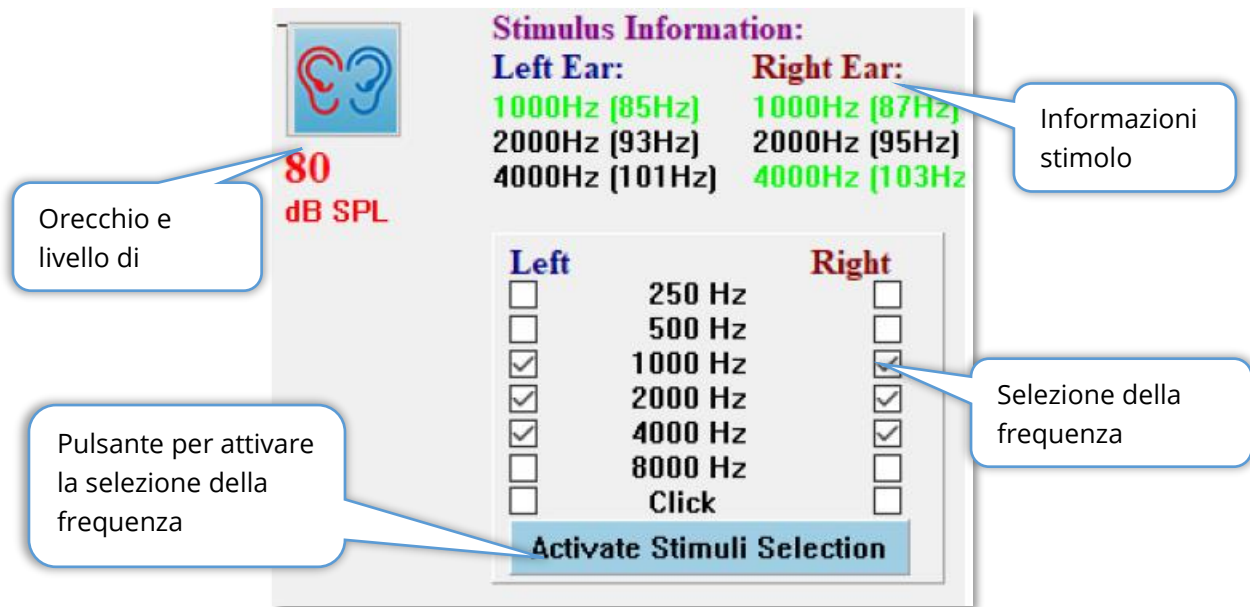 Stimulus Information:
Left Ear: Right Ear:
1000Hz (85Hz) 1000Hz (87Hz)
2000Hz (93Hz) 2000Hz (95Hz)
4000Hz (101Hz) 4000Hz (103Hz
80
dB SPL
Informazioni
stimolo
Orecchio e
livello di
Left Right
250 Hz
500 Hz
1000 Hz
2000 Hz
4000 Hz
8000 Hz
Click
Activate Stimuli Selection
Selezione della
frequenza
Pulsante per attivare
la selezione della
frequenza